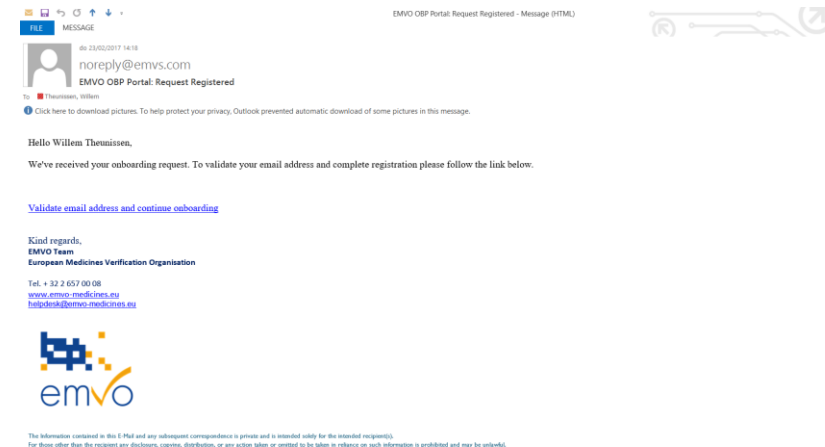 EMVO OBP Portal: Request Registered - Message (HTML)
FILE MESSAGE
do 23/02/2017 14:18
noreply@emvs.com
EMVO OBP Portal: Request Registered
To Theunissen, Willem
Click here to download pictures. To help protect your privacy, Outlook prevented automatic download of some pictures in this message.
Hello Willem Theunissen,
We've received your onboarding request. To validate your email address and complete registration please follow the link below.
Validate email address and continue onboarding
Kind regards,
EMVO Team
European Medicines Verification Organisation
Tel. + 32 2 657 00 08
www.emvo-medicines.eu
helpdesk@emvo-medicines.eu
emvo
The Information contained in this E-Mail and any subsequent correspondence is private and is intended solely for the intended recipient(s).
For those other than the recipient any disclosure, copying, distribution, or any action taken or omitted to be taken in reliance on such information is prohibited and may be unlawful.